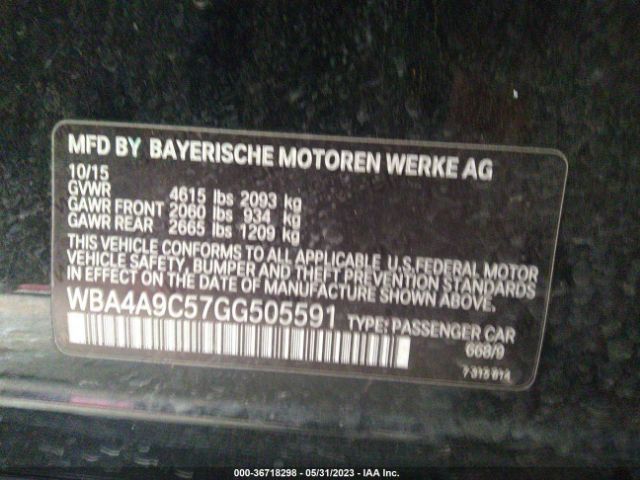 MFD BY BAYERISCHE MOTOREN WERKE AG
10/15
GVWR 4615 lbs 2093 kg
GAWR FRONT 2060 lbs 934 kg
GAWR REAR 2665 lbs 1209 kg
THIS VEHICLE CONFORMS TO ALL APPLICABLE U.S. FEDERAL MOTOR
VEHICLE SAFETY, BUMPER AND THEFT PREVENTION STANDARDS
IN EFFECT ON THE DATE OF MANUFACTURE SHOWN ABOVE.
WBA4A9C57GG505591
TYPE: PASSENGER CAR
668/9
000-36718298 - 05/31/2023 - IAA Inc.